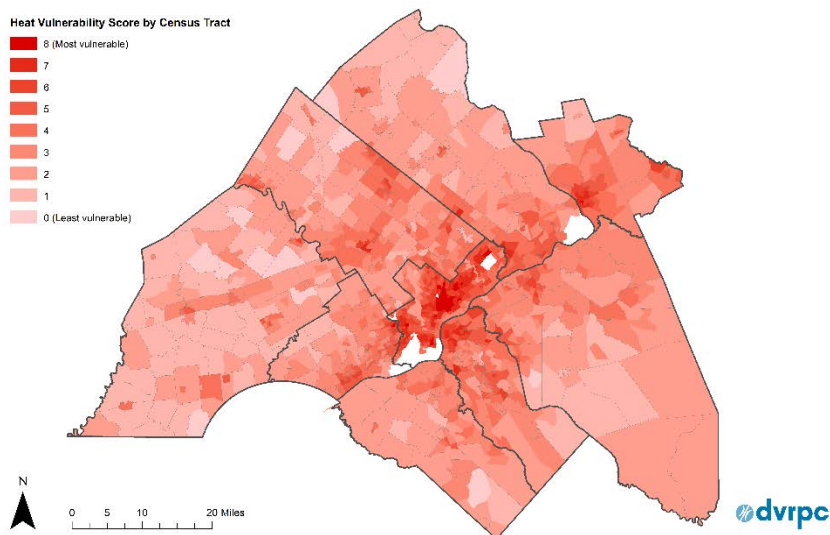 Heat Vulnerability Score by Census Tract
8 (Most vulnerable)
7
6
5
4
3
2
1
0 (Least vulnerable)
N
0 5 10 20 Miles
dvrpc